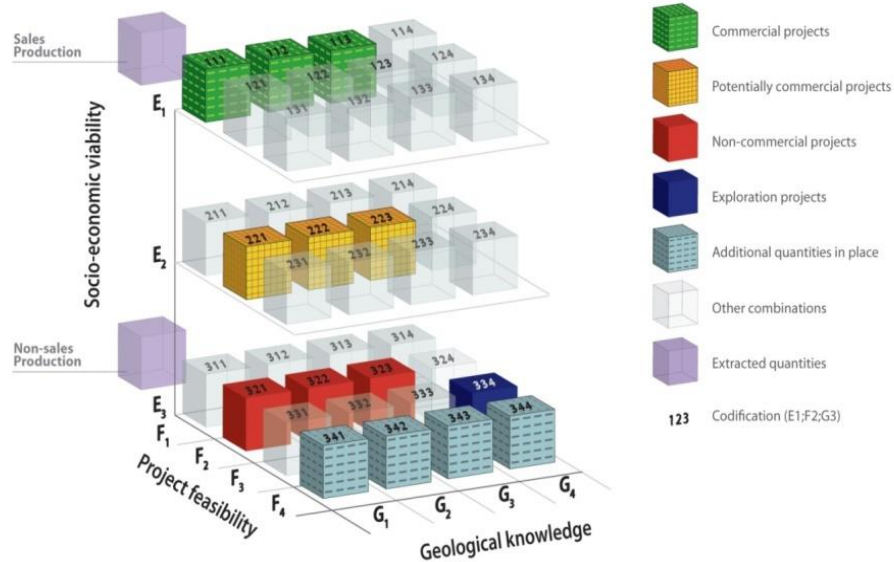 Sales
Production
Socio-economic viability
E1
111 112 113 114
121 122 123 124
131 132 133 134
E2
211 212 213 214
221 222 223 224
231 232 233 234
Non-sales
Production
E3
311 312 313 314
321 322 323 324
331 332 333 334
341 342 343 344
F1
F2
F3
F4
Project feasibility
G1
G2
G3
G4
Geological knowledge
Commercial projects
Potentially commercial projects
Non-commercial projects
Exploration projects
Additional quantities in place
Other combinations
Extracted quantities
123 Codification (E1;F2;G3)